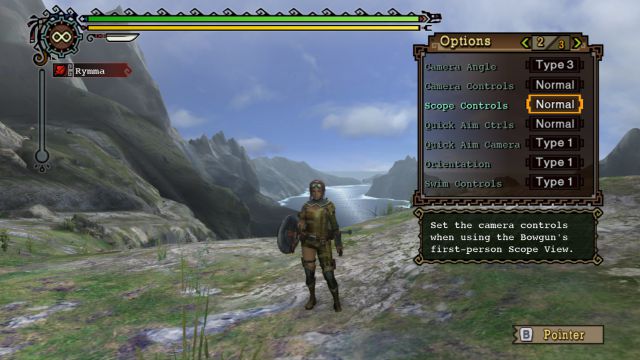 Options
2
3
Rymma
Camera Angle Type 3
Camera Controls Normal
Scope Controls Normal
Quick Aim Ctrls Normal
Quick Aim Camera Type 1
Orientation Type 1
Swim Controls Type 1
Set the camera controls
when using the Bowgun's
first-person Scope View.
B Pointer